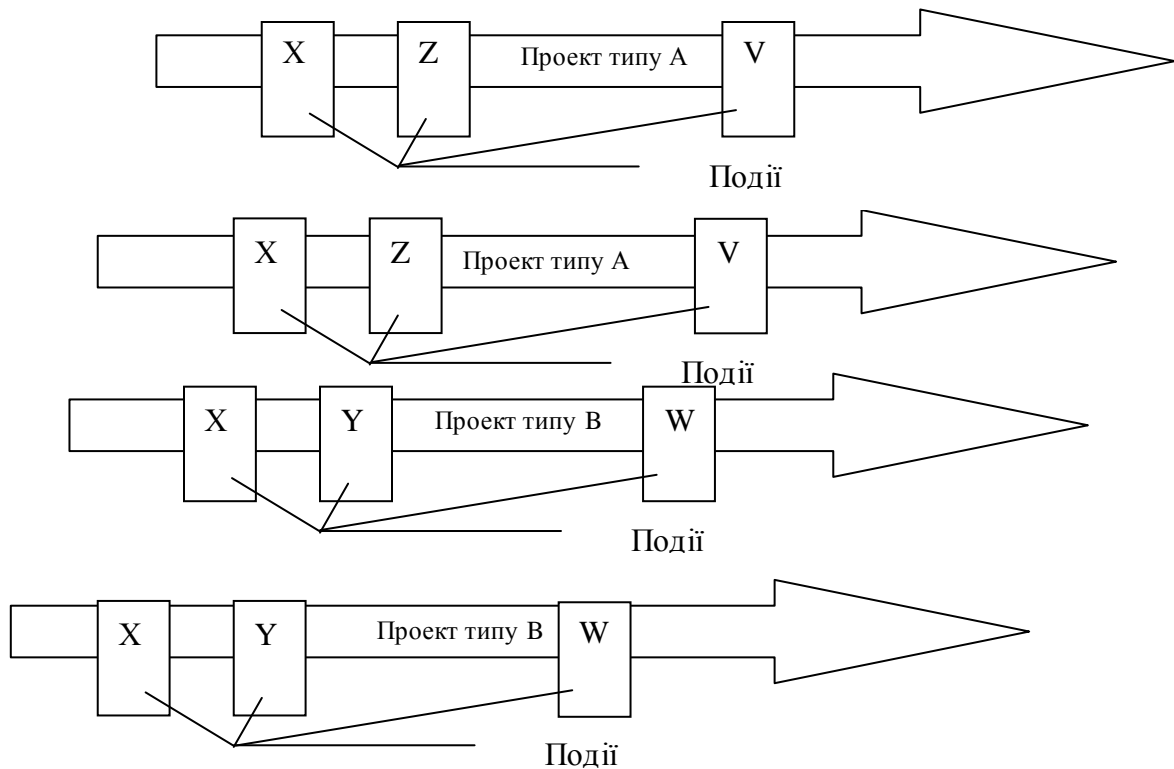 X Z Проект типу А V
Події
X Z Проект типу А V
Події
X Y Проект типу В W
Події
X Y Проект типу В W
Події